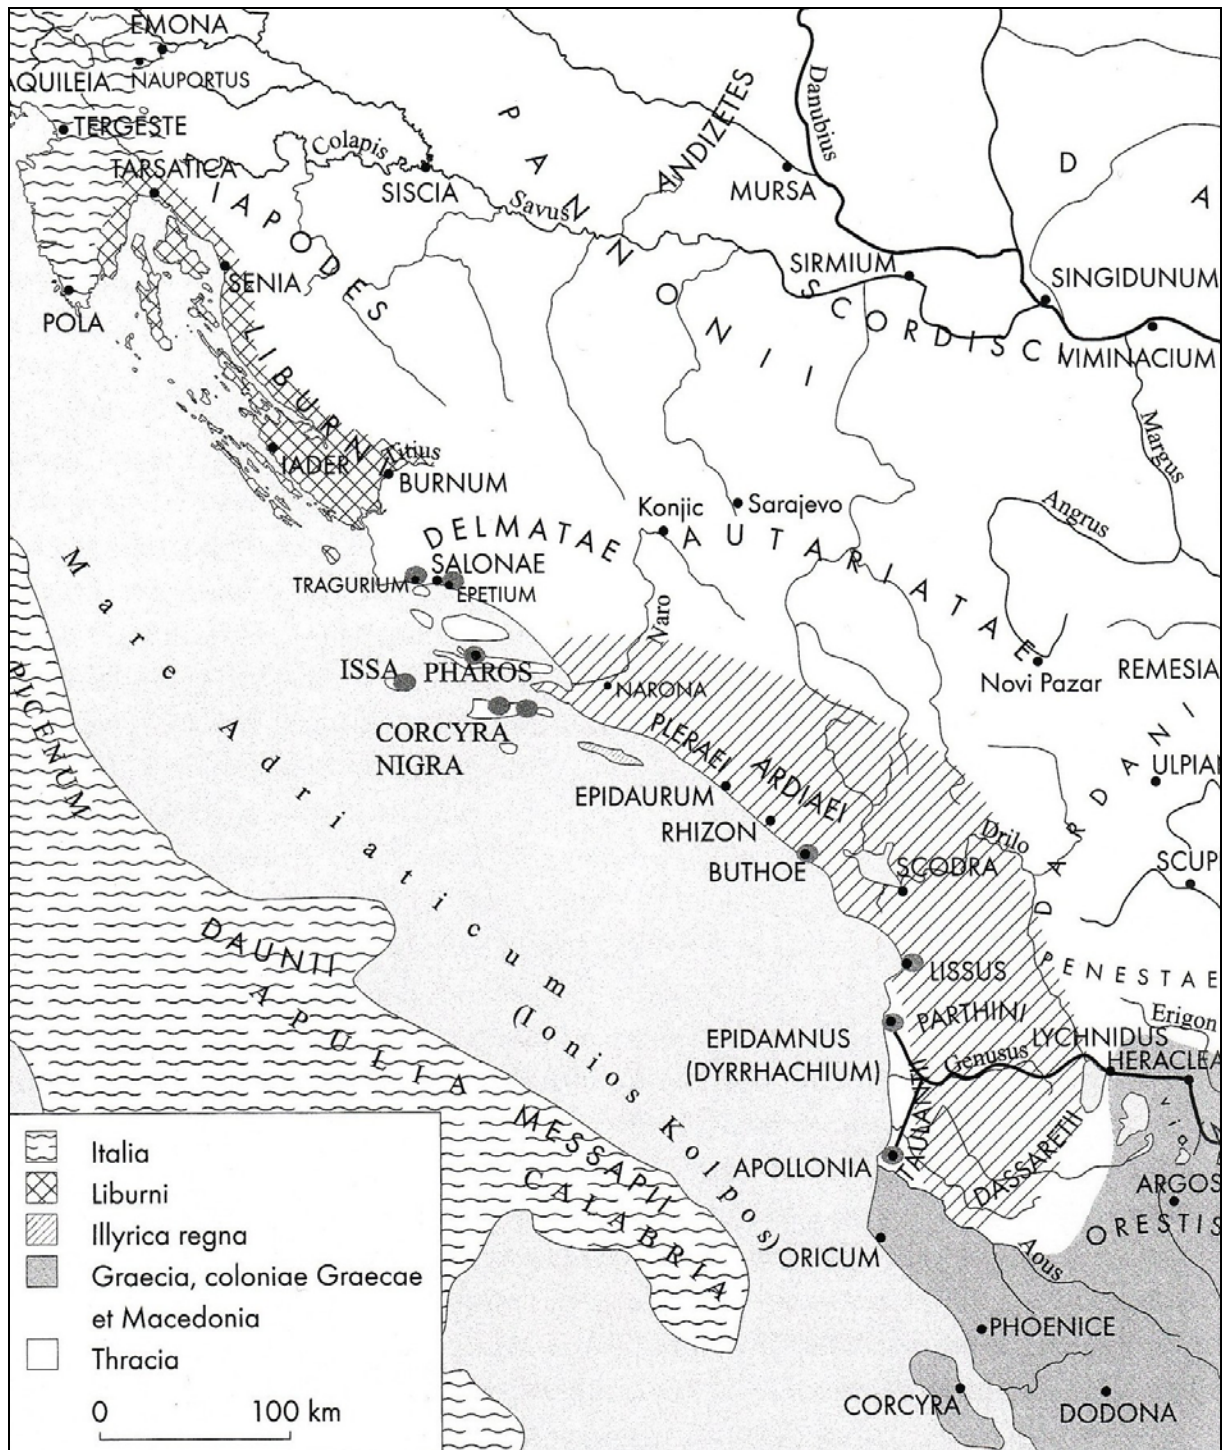 EMONA
AQUILEIA
NAUPORTUS
TERGESTE
TARSATICA
Colapis
SISCIA
IAPODES
PANNONII
ANDIZETES
Danubius
MURSA
D
A
Savus
SENIA
POLA
SIRMIUM
SINGIDUNUM
SCORDISCI
VIMINACIUM
LIBURNI
Titius
IADER
BURNUM
Margus
Angrus
Konjic
Sarajevo
DELMATAE
AUTARIATAE
SALONAE
TRAGURIUM
EPETIUM
Naro
Mare Adriaticum
(Ionios Kolpos)
PICENUM
ISSA
PHAROS
NARONA
Novi Pazar
REMESIA
CORCYRA
NIGRA
PLERAEI
ARDIAEI
DARDANI
ULPIAN
EPIDAURUM
RHIZON
BUTHOE
Drilo
SCODRA
SCUP
DAUNII
APULIA
LISSUS
PENESTAE
PARTHINI
Erigon
EPIDAMNUS
(DYRRHACHIUM)
Genusus
LYCHNIDUS
HERACLEA
TAULANTII
MESSAPII
CALABRIA
APOLLONIA
DASSARETII
ARGOS
ORESTIS
ORICUM
Aous
PHOENICE
CORCYRA
DODONA
Italia
Liburni
Illyrica regna
Graecia, coloniae Graecae
et Macedonia
Thracia
0 100 km